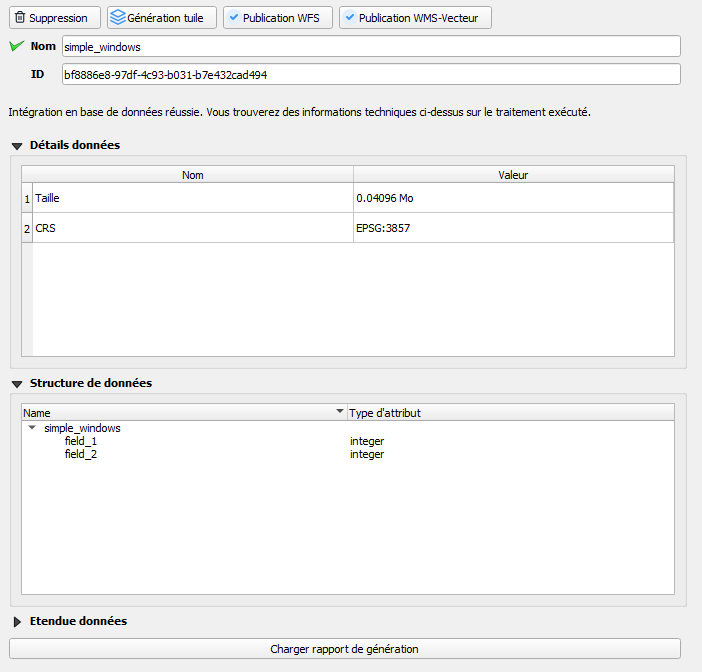 Suppression Génération tuile Publication WFS Publication WMS-Vecteur
Nom simple_windows
ID bf8886e8-97df-4c93-b031-b7e432cad494
Intégration en base de données réussie. Vous trouverez des informations techniques ci-dessus sur le traitement exécuté.
Détails données
Nom Valeur
1 Taille 0.04096 Mo
2 CRS EPSG:3857
Structure de données
Name Type d'attribut
simple_windows
field_1 integer
field_2 integer
Etendue données
Charger rapport de génération